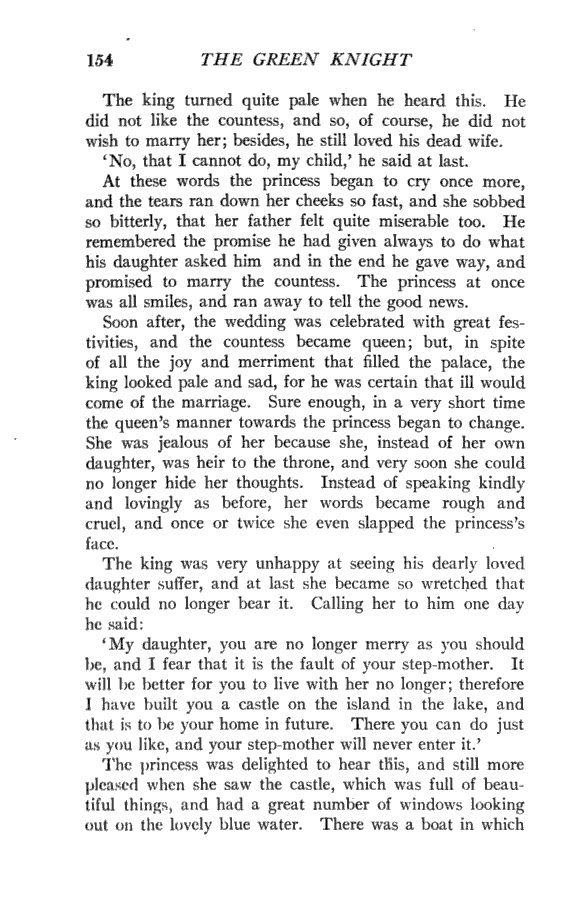 154 THE GREEN KNIGHT
The king turned quite pale when he heard this. He
did not like the countess, and so, of course, he did not
wish to marry her; besides, he still loved his dead wife.
‘No, that I cannot do, my child,’ he said at last.
At these words the princess began to cry once more,
and the tears ran down her cheeks so fast, and she sobbed
so bitterly, that her father felt quite miserable too. He
remembered the promise he had given always to do what
his daughter asked him and in the end he gave way, and
promised to marry the countess. The princess at once
was all smiles, and ran away to tell the good news.
Soon after, the wedding was celebrated with great fes-
tivities, and the countess became queen; but, in spite
of all the joy and merriment that filled the palace, the
king looked pale and sad, for he was certain that ill would
come of the marriage. Sure enough, in a very short time
the queen’s manner towards the princess began to change.
She was jealous of her because she, instead of her own
daughter, was heir to the throne, and very soon she could
no longer hide her thoughts. Instead of speaking kindly
and lovingly as before, her words became rough and
cruel, and once or twice she even slapped the princess’s
face.
The king was very unhappy at seeing his dearly loved
daughter suffer, and at last she became so wretched that
he could no longer bear it. Calling her to him one day
he said:
‘My daughter, you are no longer merry as you should
be, and I fear that it is the fault of your step-mother. It
will be better for you to live with her no longer; therefore
I have built you a castle on the island in the lake, and
that is to be your home in future. There you can do just
as you like, and your step-mother will never enter it.’
The princess was delighted to hear this, and still more
pleased when she saw the castle, which was full of beau-
tiful things, and had a great number of windows looking
out on the lovely blue water. There was a boat in which